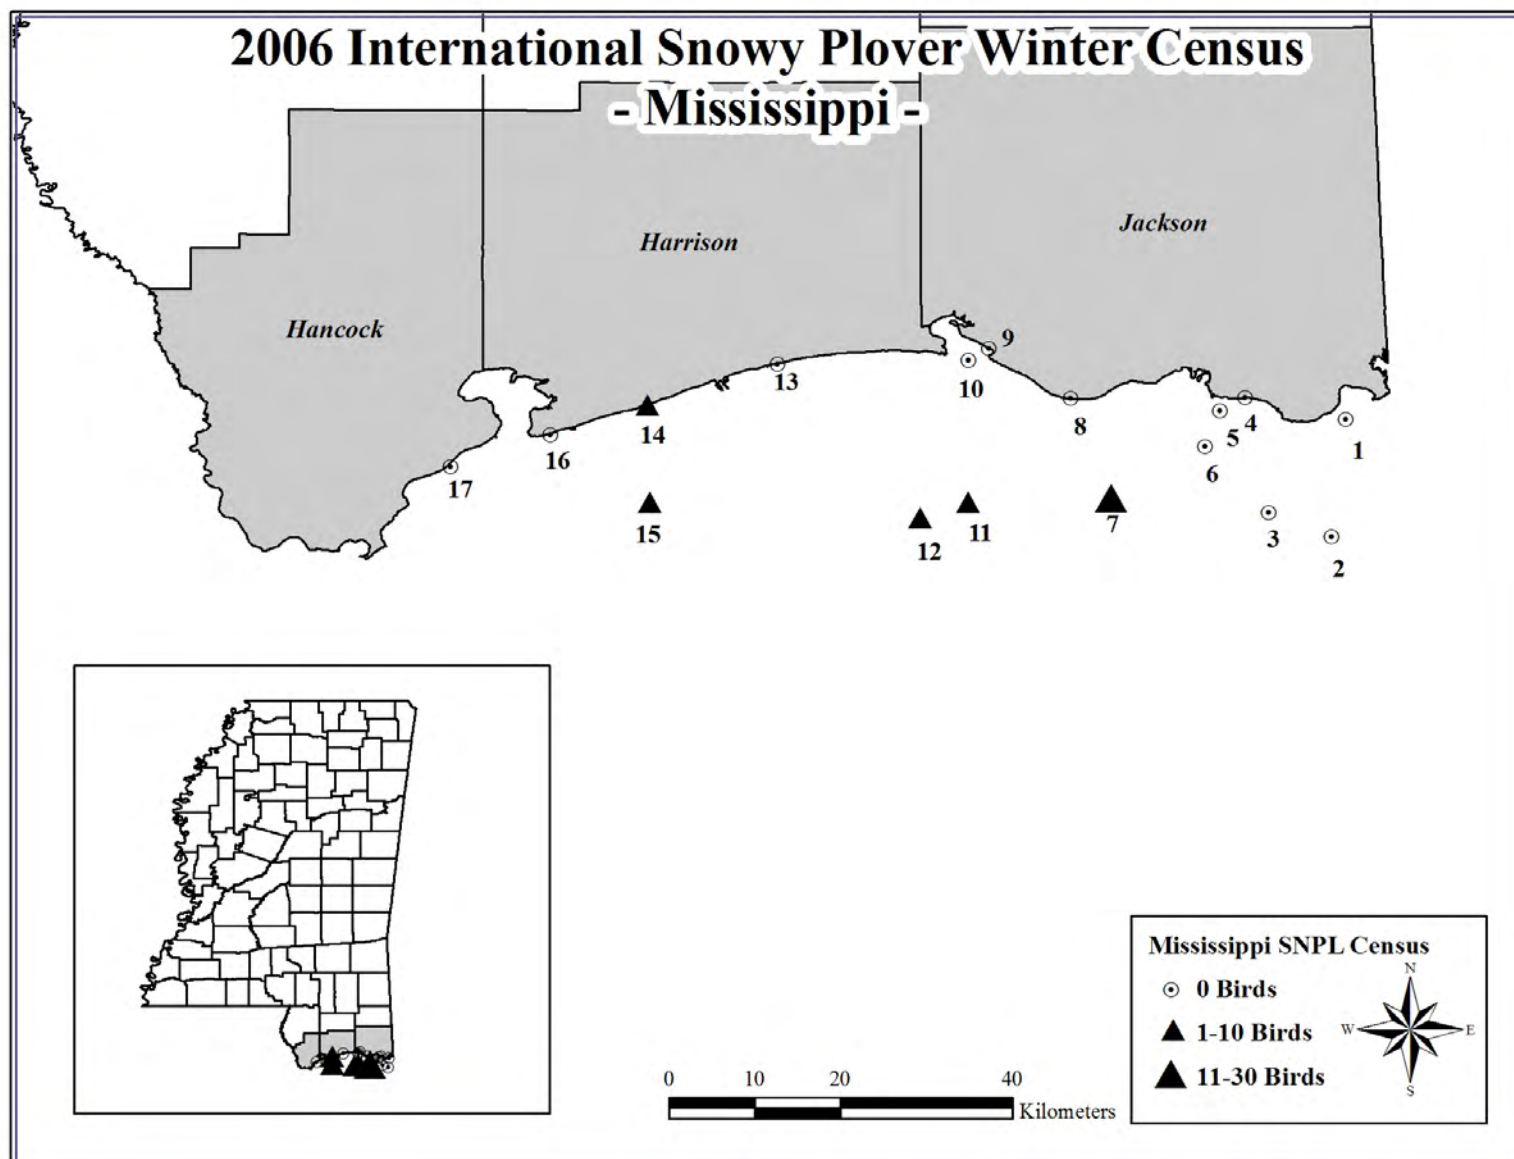 2006 International Snowy Plover Winter Census
- Mississippi -
Jackson
Harrison
Hancock
9
10
13
8
4
5
1
6
14
16
17
15
12
11
7
3
2
Mississippi SNPL Census
N
0 Birds
W
E
1-10 Birds
11-30 Birds
S
0
10
20
40
Kilometers